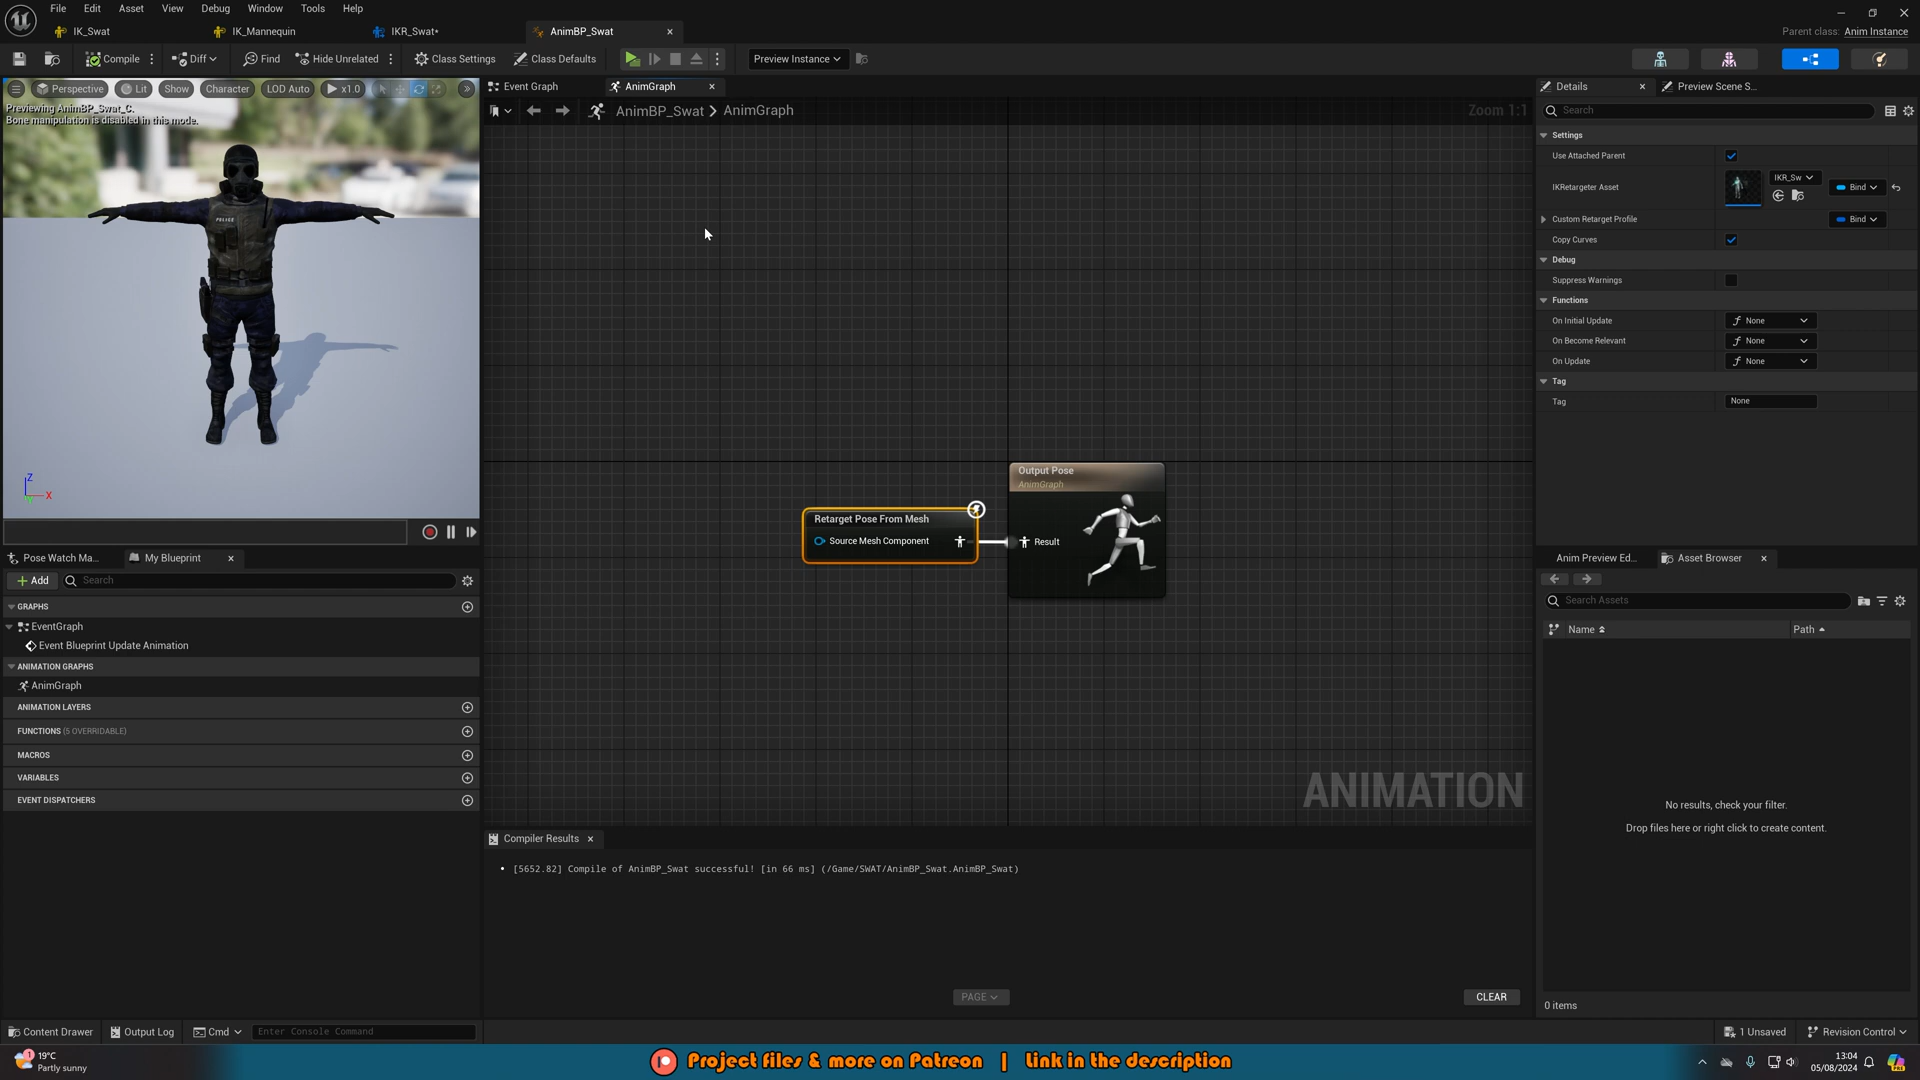 File Edit Asset View Debug Window Tools Help
IK_Swat IK_Mannequin IKR_Swat* AnimBP_Swat
Parent class: Anim Instance
Compile Diff Find Hide Unrelated Class Settings Class Defaults Preview Instance
Perspective Lit Show Character LOD Auto x1.0
Previewing AnimBP_Swat_C.
Bone manipulation is disabled in this mode.
POLICE
Z
X
Pose Watch Ma... My Blueprint
Add Search
GRAPHS
EventGraph
Event Blueprint Update Animation
ANIMATION GRAPHS
AnimGraph
ANIMATION LAYERS
FUNCTIONS (5 OVERRIDABLE)
MACROS
VARIABLES
EVENT DISPATCHERS
Event Graph AnimGraph
AnimBP_Swat > AnimGraph Zoom 1:1
Retarget Pose From Mesh
Source Mesh Component
Output Pose
AnimGraph
Result
ANIMATION
Compiler Results
• [5652.82] Compile of AnimBP_Swat successful! [in 66 ms] (/Game/SWAT/AnimBP_Swat.AnimBP_Swat)
PAGE CLEAR
Details Preview Scene S...
Search
Settings
Use Attached Parent
IKRetargeter Asset IKR_Sw Bind
Custom Retarget Profile Bind
Copy Curves
Debug
Suppress Warnings
Functions
On Initial Update None
On Become Relevant None
On Update None
Tag
Tag None
Anim Preview Ed... Asset Browser
Search Assets
Name Path
No results, check your filter.
Drop files here or right click to create content.
0 items
Content Drawer Output Log Cmd Enter Console Command 1 Unsaved Revision Control
1
19°C
Partly sunny
Project files & more on Patreon | Link in the description
13:04
05/08/2024